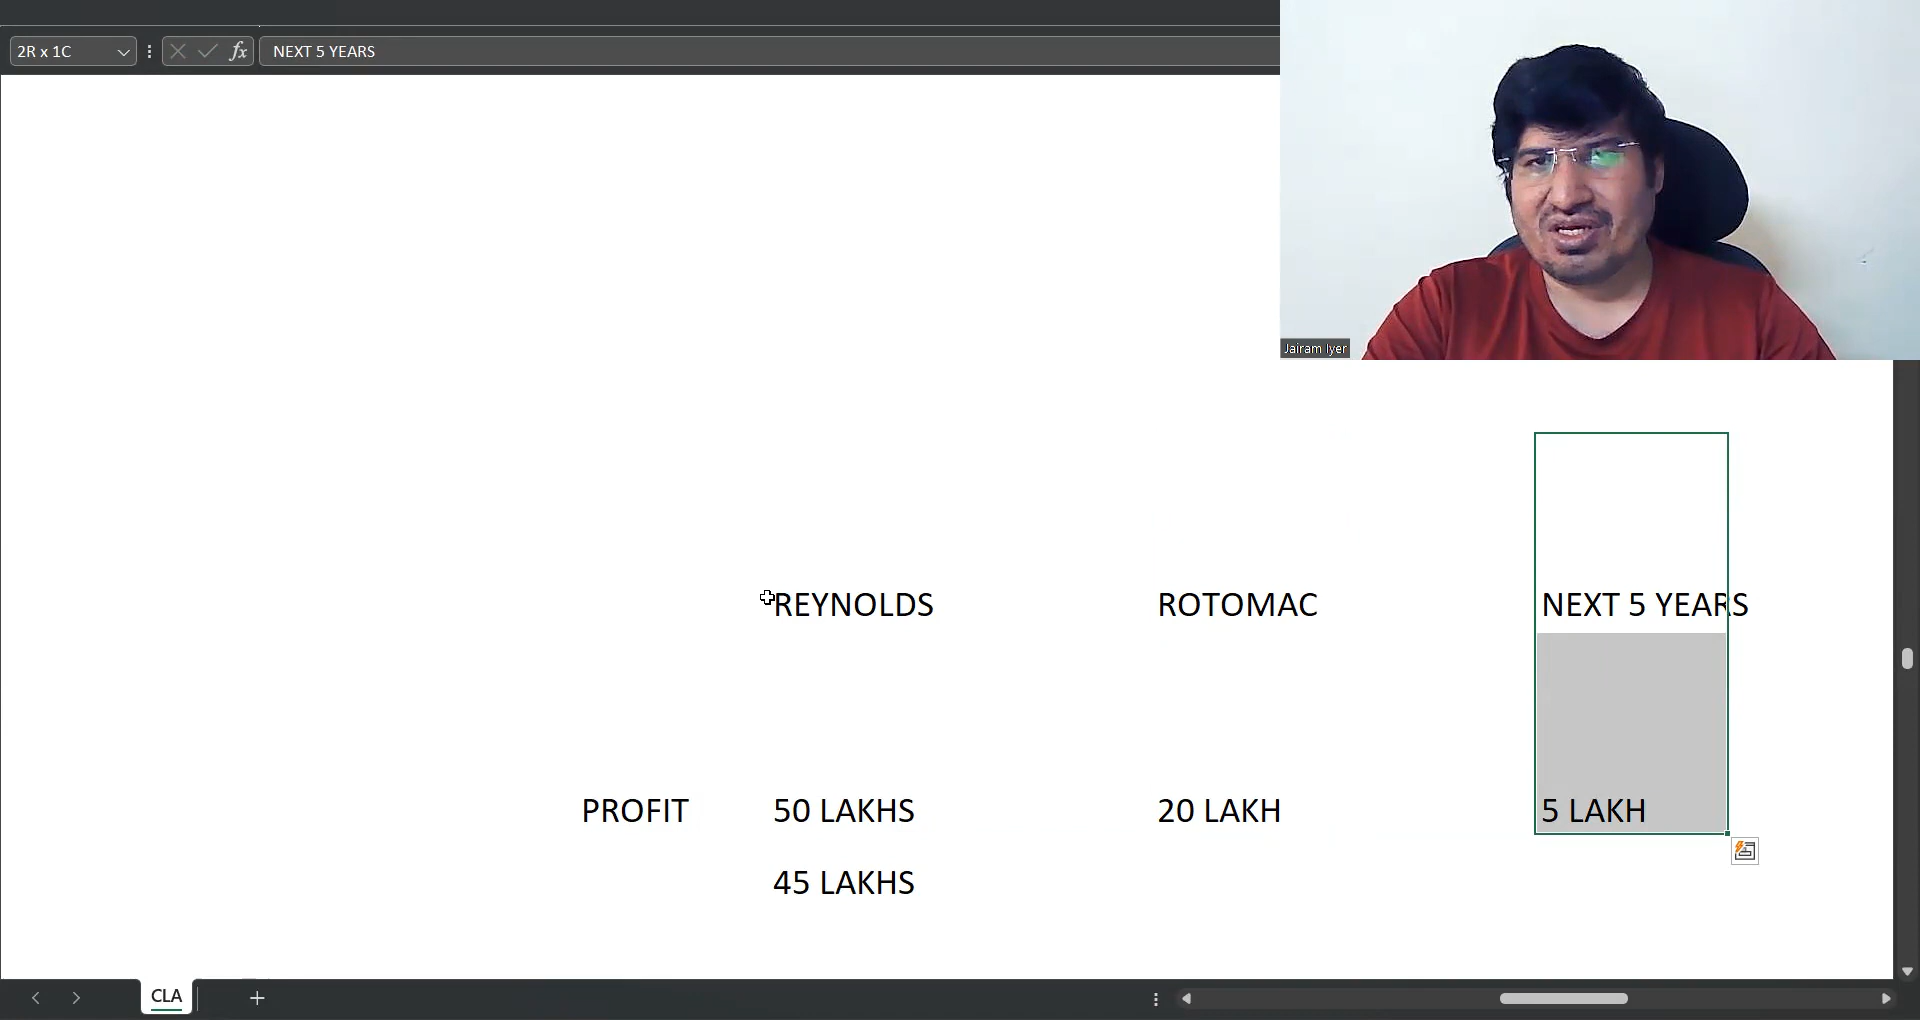 2R x 1C
fx
NEXT 5 YEARS
Jairam Iyer
REYNOLDS ROTOMAC NEXT 5 YEARS
PROFIT 50 LAKHS 20 LAKH 5 LAKH
45 LAKHS
CLA